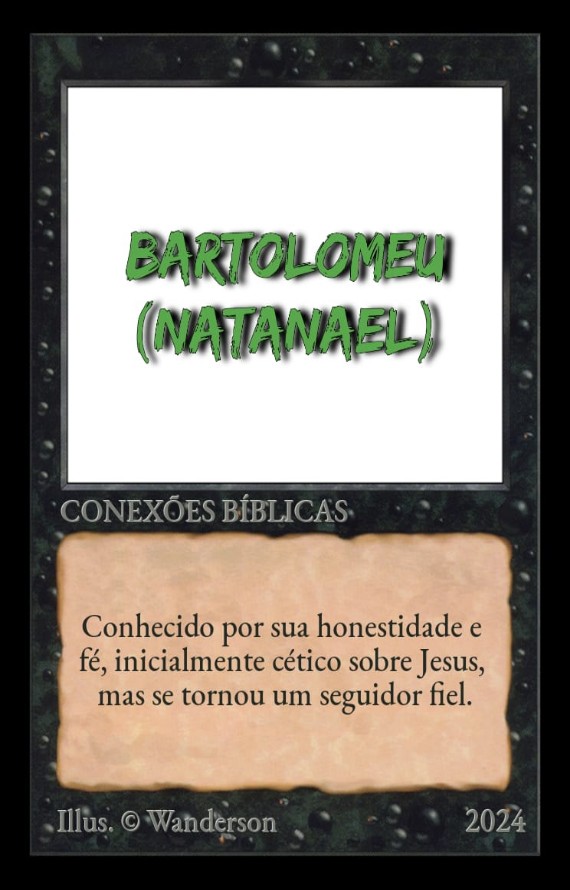 BARTOLOMEU
(NATANAEL)
CONEXÕES BÍBLICAS
Conhecido por sua honestidade e
fé, inicialmente cético sobre Jesus,
mas se tornou um seguidor fiel.
Illus. © Wanderson
2024